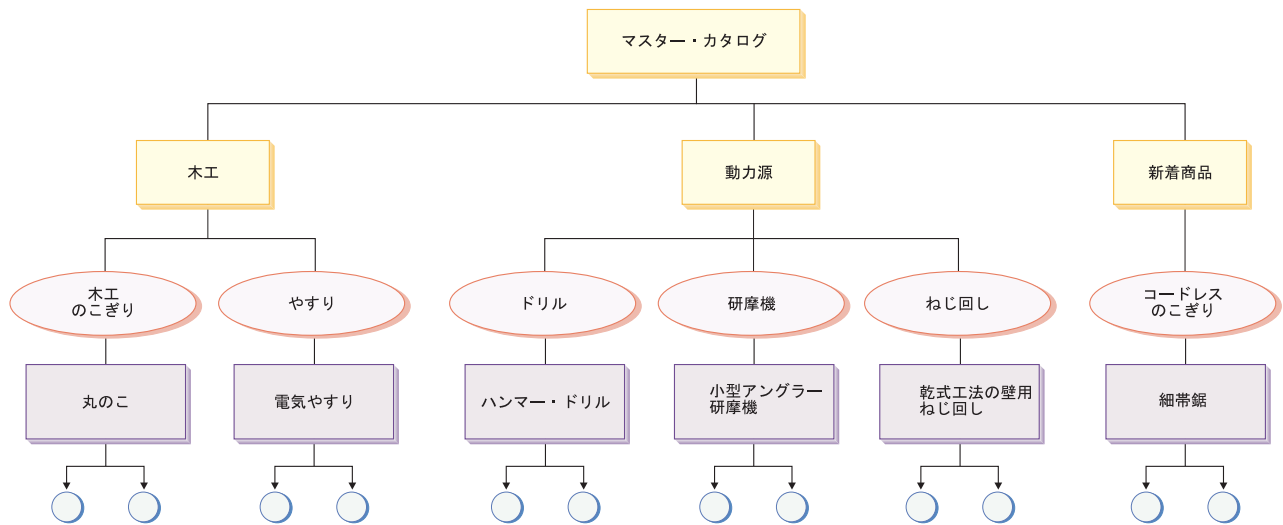 マスター・カタログ
木工
動力源
新着商品
木工
のこぎり
やすり
ドリル
研摩機
ねじ回し
コードレス
のこぎり
丸のこ
電気やすり
ハンマー・ドリル
小型アングラー
研摩機
乾式工法の壁用
ねじ回し
細帯鋸